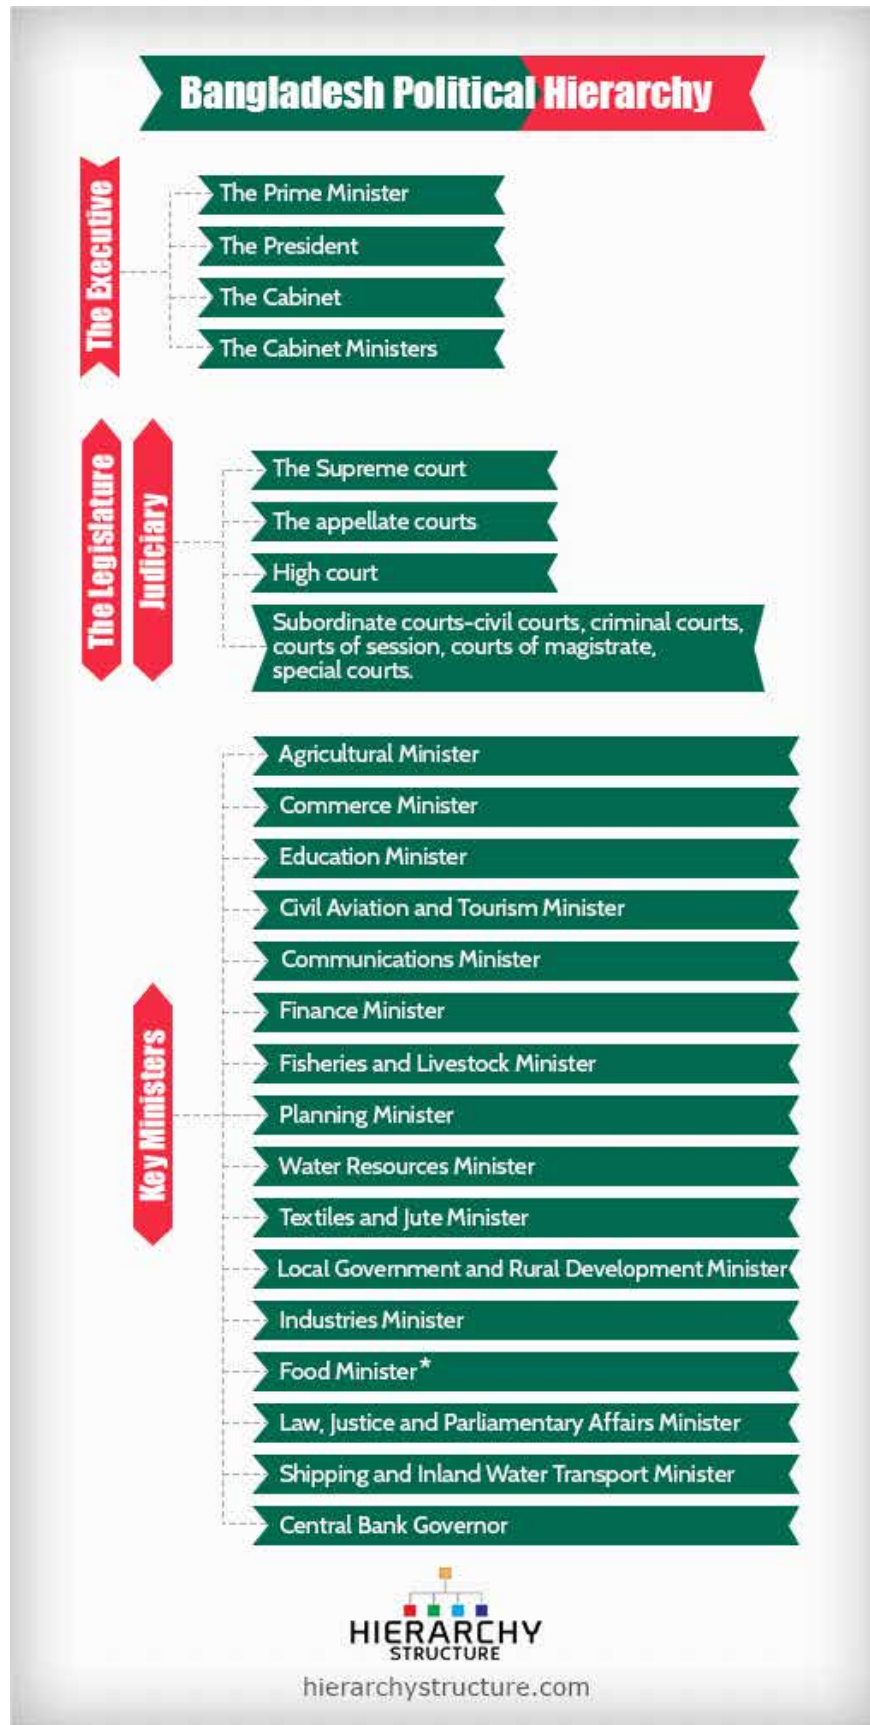 Bangladesh Political Hierarchy
The Executive
The Prime Minister
The President
The Cabinet
The Cabinet Ministers
The Legislature
Judiciary
The Supreme court
The appellate courts
High court
Subordinate courts-civil courts, criminal courts,
courts of session, courts of magistrate,
special courts.
Key Ministers
Agricultural Minister
Commerce Minister
Education Minister
Civil Aviation and Tourism Minister
Communications Minister
Finance Minister
Fisheries and Livestock Minister
Planning Minister
Water Resources Minister
Textiles and Jute Minister
Local Government and Rural Development Minister
Industries Minister
Food Minister*
Law, Justice and Parliamentary Affairs Minister
Shipping and Inland Water Transport Minister
Central Bank Governor
HIERARCHY
STRUCTURE
hierarchystructure.com